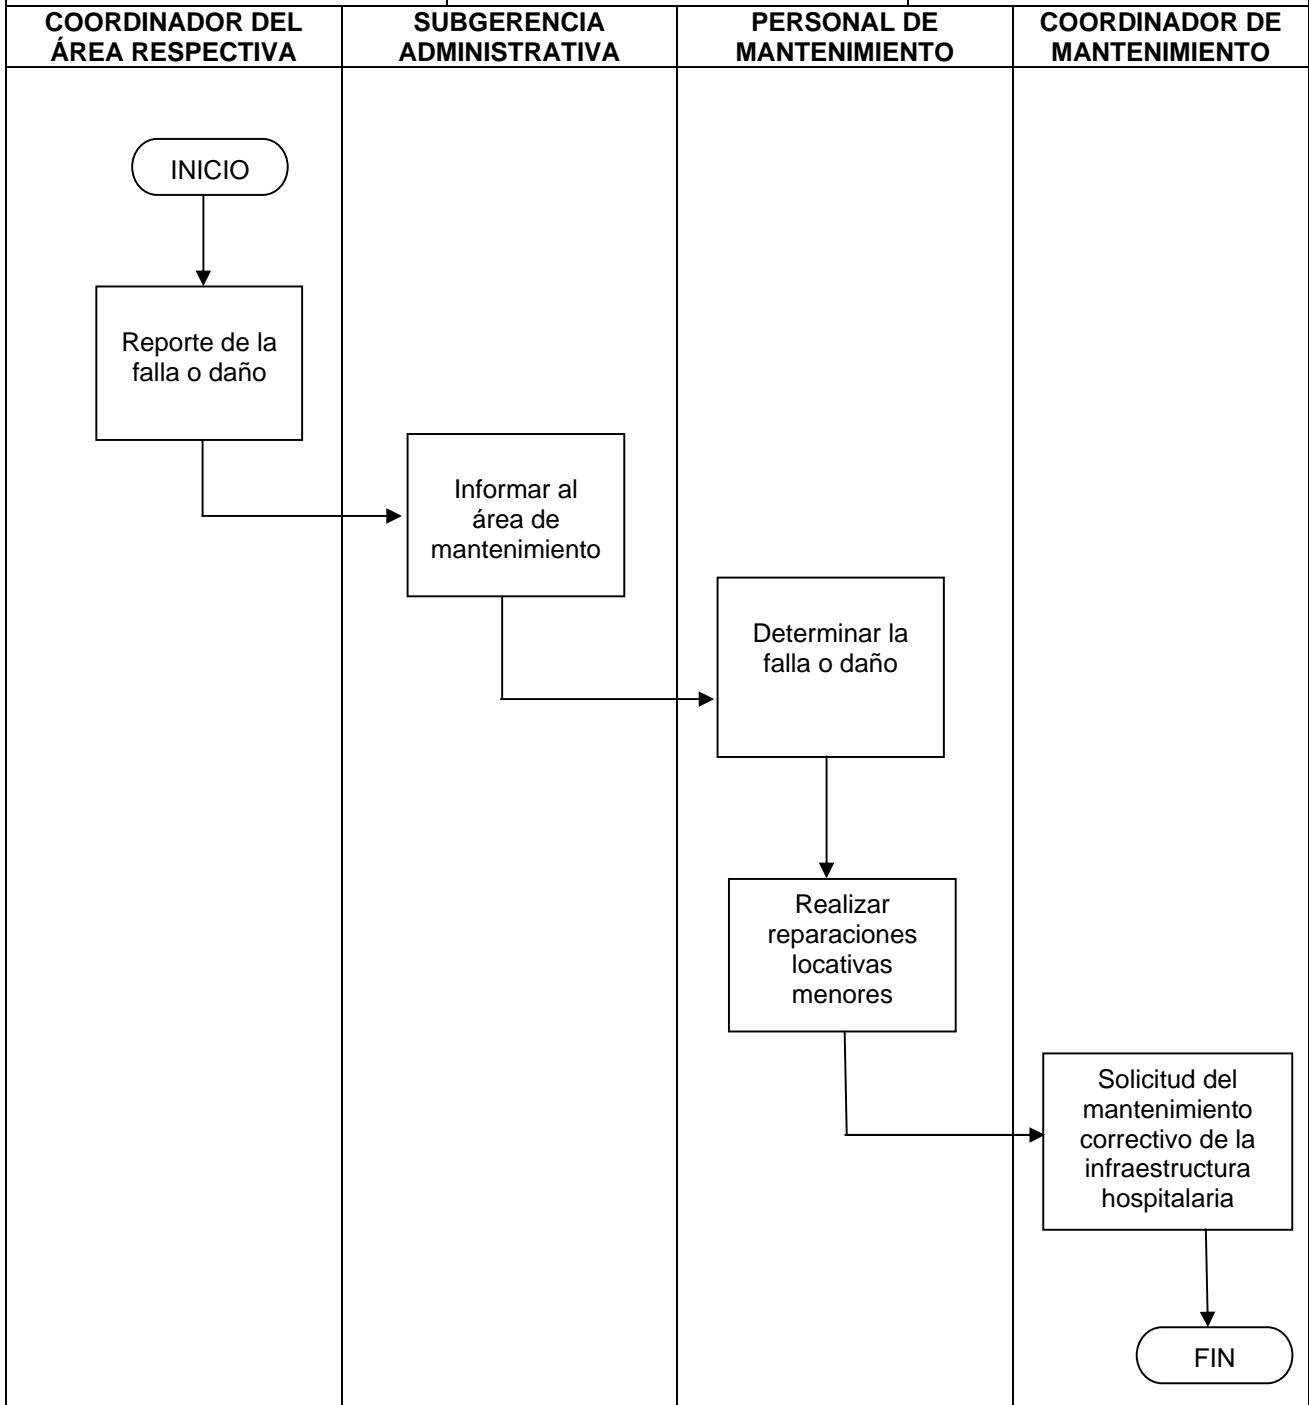 COORDINADOR DEL
ÁREA RESPECTIVA
SUBGERENCIA
ADMINISTRATIVA
PERSONAL DE
MANTENIMIENTO
COORDINADOR DE
MANTENIMIENTO
INICIO
Reporte de la
falla o daño
Informar al
área de
mantenimiento
Determinar la
falla o daño
Realizar
reparaciones
locativas
menores
Solicitud del
mantenimiento
correctivo de la
infraestructura
hospitalaria
FIN